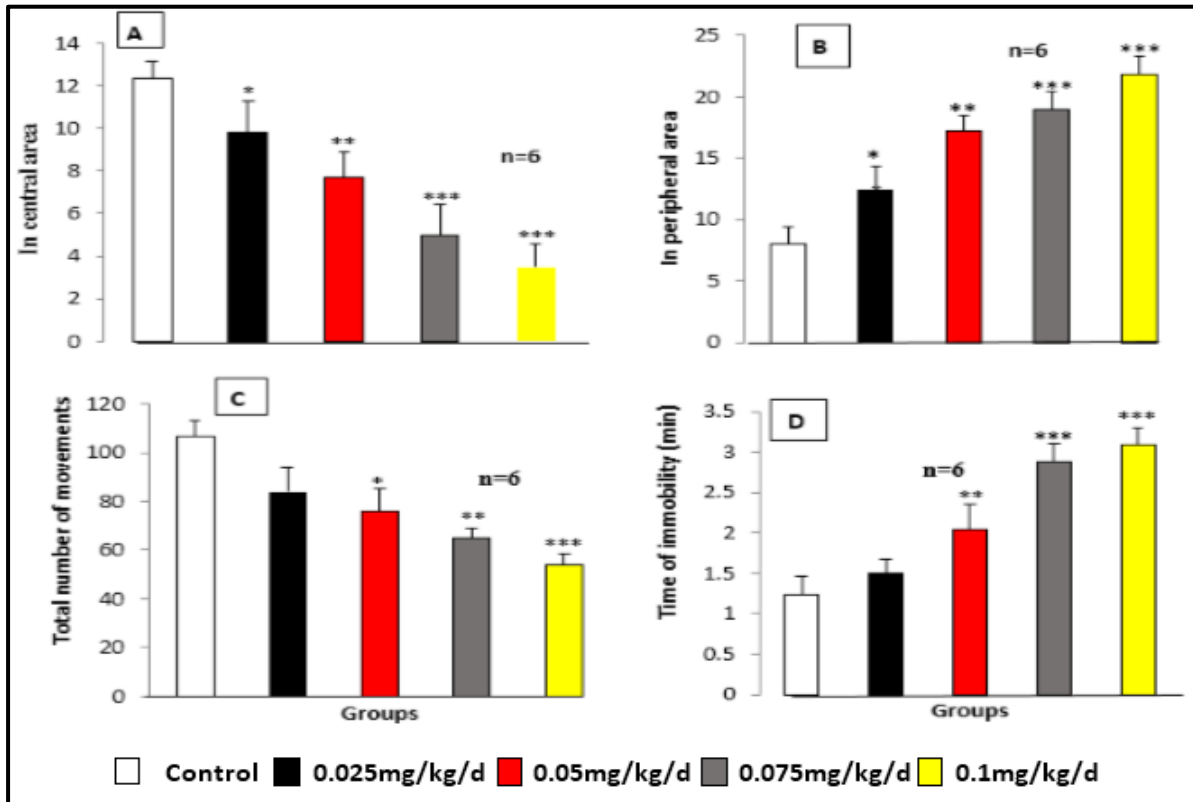 A
In central area
14
12
10
8
6
4
2
0
*
**
***
***
n=6
B
In peripheral area
25
20
15
10
5
0
*
**
***
***
n=6
C
Total number of movements
120
100
80
60
40
20
0
*
**
***
n=6
Groups
D
Time of immobility (min)
3.5
3
2.5
2
1.5
1
0.5
0
**
***
***
n=6
Groups
Control 0.025mg/kg/d 0.05mg/kg/d 0.075mg/kg/d 0.1mg/kg/d